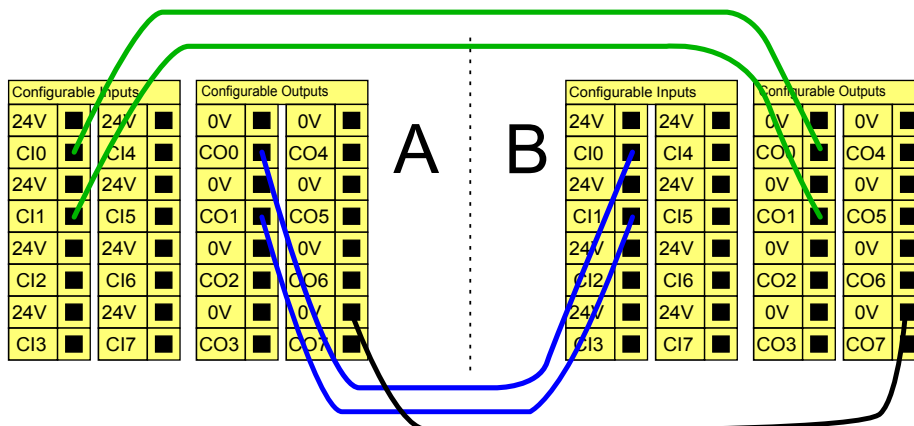 Configurable Inputs
24V 24V
CI0 CI4
24V 24V
CI1 CI5
24V 24V
CI2 CI6
24V 24V
CI3 CI7
Configurable Outputs
0V 0V
CO0 CO4
0V 0V
CO1 CO5
0V 0V
CO2 CO6
0V 0V
CO3 CO7
A B
Configurable Inputs
24V 24V
CI0 CI4
24V 24V
CI1 CI5
24V 24V
CI2 CI6
24V 24V
CI3 CI7
Configurable Outputs
0V 0V
CO0 CO4
0V 0V
CO1 CO5
0V 0V
CO2 CO6
0V 0V
CO3 CO7